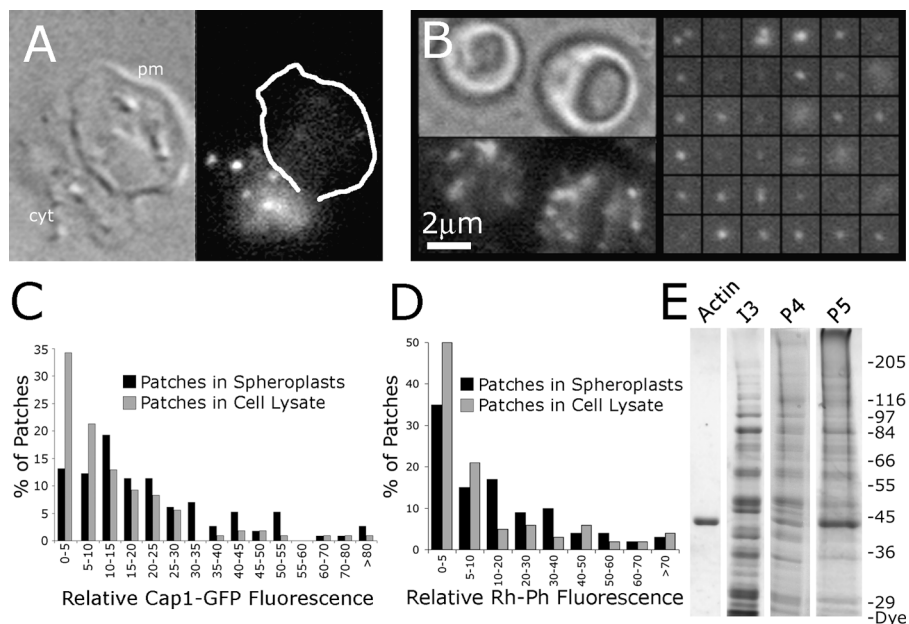 A
pm
cyt
B
2μm
C
35
30
25
20
15
10
5
0
% of Patches
Patches in Spheroplasts
Patches in Cell Lysate
0-5
5-10
10-15
15-20
20-25
25-30
30-35
35-40
40-45
45-50
50-55
55-60
60-70
70-80
>80
Relative Cap1-GFP Fluorescence
D
50
40
30
20
10
0
% of Patches
Patches in Spheroplasts
Patches in Cell Lysate
0-5
5-10
10-20
20-30
30-40
40-50
50-60
60-70
>70
Relative Rh-Ph Fluorescence
E
Actin
I3
P4
P5
-205
-116
-97
-84
-66
-55
-45
-36
-29
-Dye